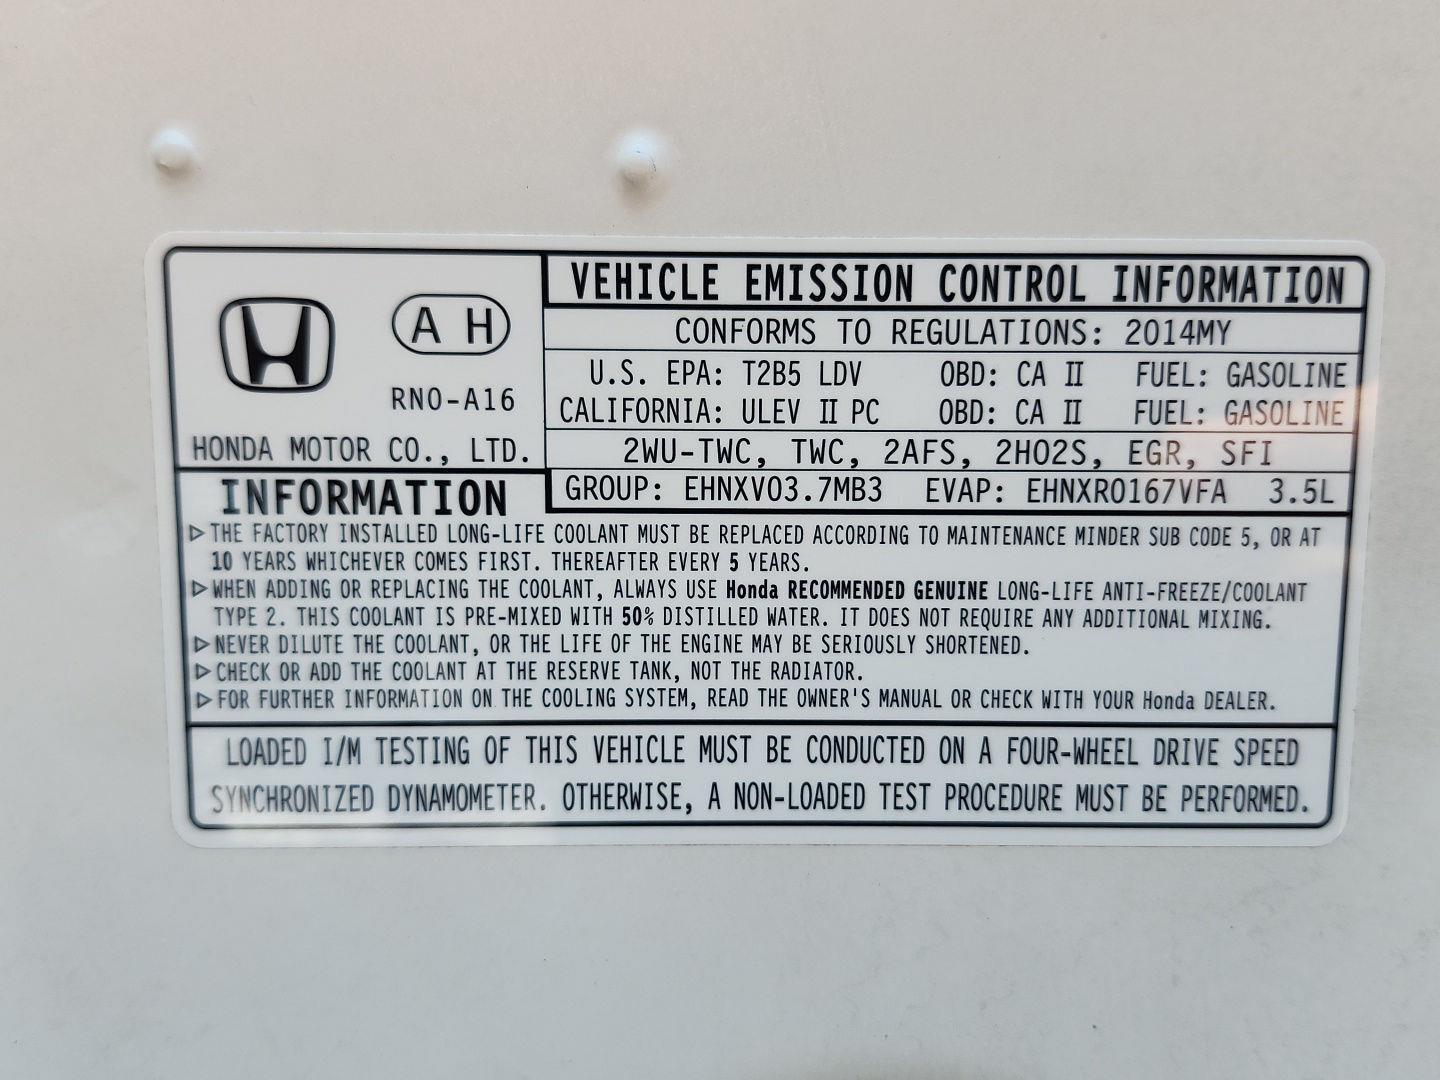 A H
RNO-A16
HONDA MOTOR CO., LTD.
VEHICLE EMISSION CONTROL INFORMATION
CONFORMS TO REGULATIONS: 2014MY
U.S. EPA: T2B5 LDV OBD: CA II FUEL: GASOLINE
CALIFORNIA: ULEV II PC OBD: CA II FUEL: GASOLINE
2WU-TWC, TWC, 2AFS, 2HO2S, EGR, SFI
GROUP: EHNXV03.7MB3 EVAP: EHNXR0167VFA 3.5L
INFORMATION
▷THE FACTORY INSTALLED LONG-LIFE COOLANT MUST BE REPLACED ACCORDING TO MAINTENANCE MINDER SUB CODE 5, OR AT
10 YEARS WHICHEVER COMES FIRST. THEREAFTER EVERY 5 YEARS.
▷WHEN ADDING OR REPLACING THE COOLANT, ALWAYS USE Honda RECOMMENDED GENUINE LONG-LIFE ANTI-FREEZE/COOLANT
TYPE 2. THIS COOLANT IS PRE-MIXED WITH 50% DISTILLED WATER. IT DOES NOT REQUIRE ANY ADDITIONAL MIXING.
▷NEVER DILUTE THE COOLANT, OR THE LIFE OF THE ENGINE MAY BE SERIOUSLY SHORTENED.
▷CHECK OR ADD THE COOLANT AT THE RESERVE TANK, NOT THE RADIATOR.
▷FOR FURTHER INFORMATION ON THE COOLING SYSTEM, READ THE OWNER'S MANUAL OR CHECK WITH YOUR Honda DEALER.
LOADED I/M TESTING OF THIS VEHICLE MUST BE CONDUCTED ON A FOUR-WHEEL DRIVE SPEED
SYNCHRONIZED DYNAMOMETER. OTHERWISE, A NON-LOADED TEST PROCEDURE MUST BE PERFORMED.